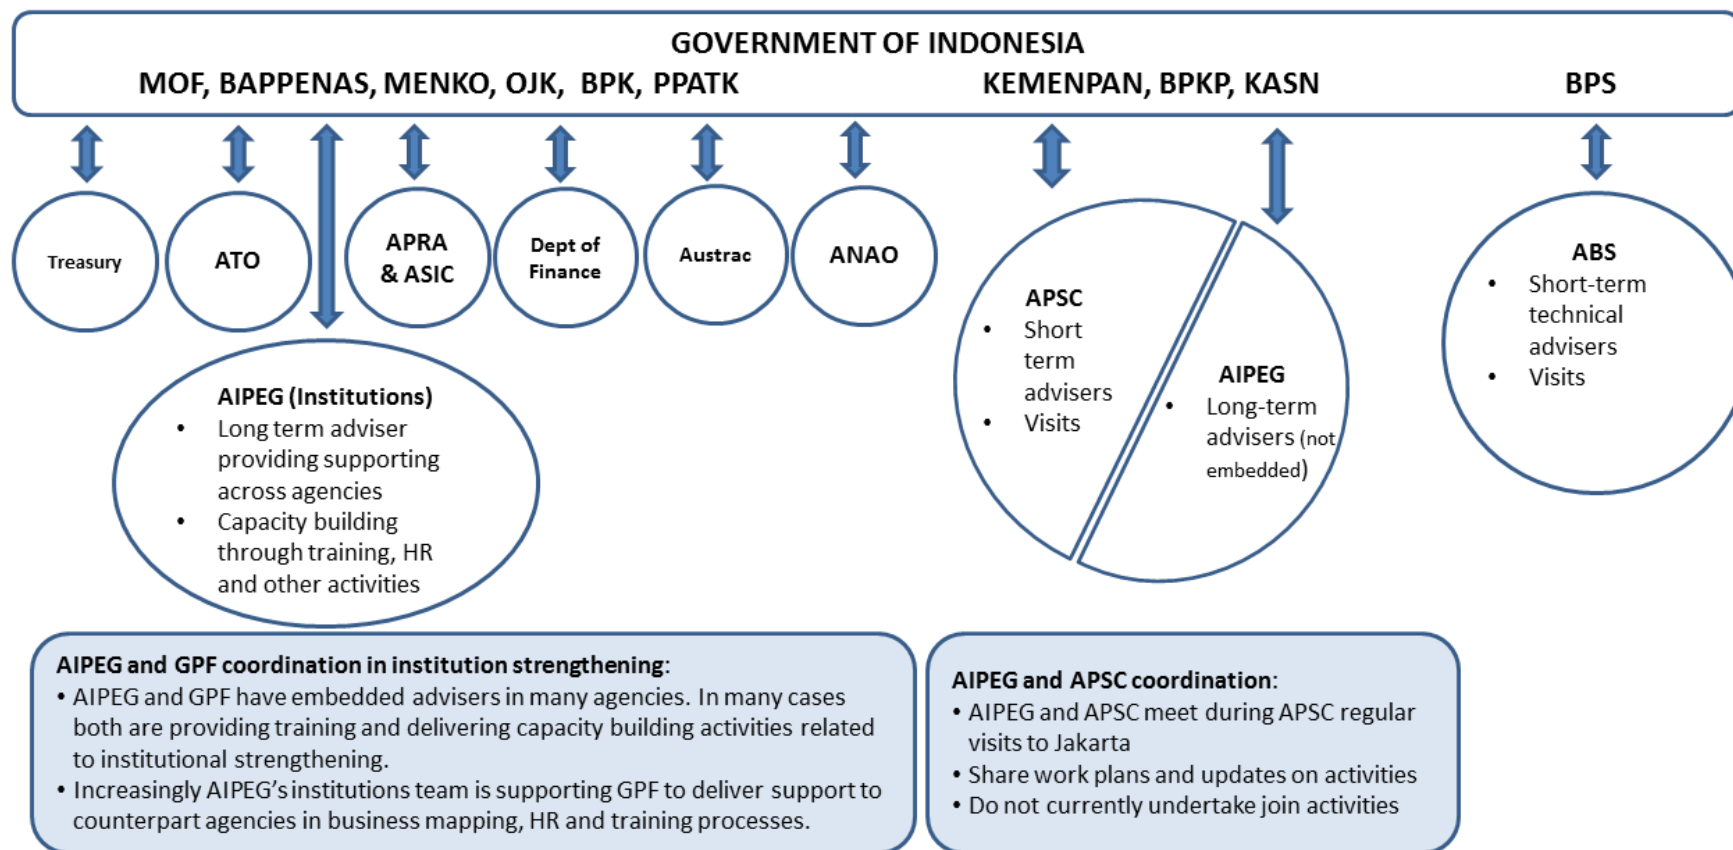 GOVERNMENT OF INDONESIA
MOF, BAPPENAS, MENKO, OJK, BPK, PPATK
KEMENPAN, BPKP, KASN
BPS
Treasury
ATO
APRA
& ASIC
Dept of
Finance
Austrac
ANAO
AIPEG (Institutions)
• Long term adviser
providing supporting
across agencies
• Capacity building
through training, HR
and other activities
APSC
• Short
term
advisers
• Visits
AIPEG
• Long-term
advisers (not
embedded)
ABS
• Short-term
technical
advisers
• Visits
AIPEG and GPF coordination in institution strengthening:
• AIPEG and GPF have embedded advisers in many agencies. In many cases
both are providing training and delivering capacity building activities related
to institutional strengthening.
• Increasingly AIPEG’s institutions team is supporting GPF to deliver support to
counterpart agencies in business mapping, HR and training processes.
AIPEG and APSC coordination:
• AIPEG and APSC meet during APSC regular
visits to Jakarta
• Share work plans and updates on activities
• Do not currently undertake join activities